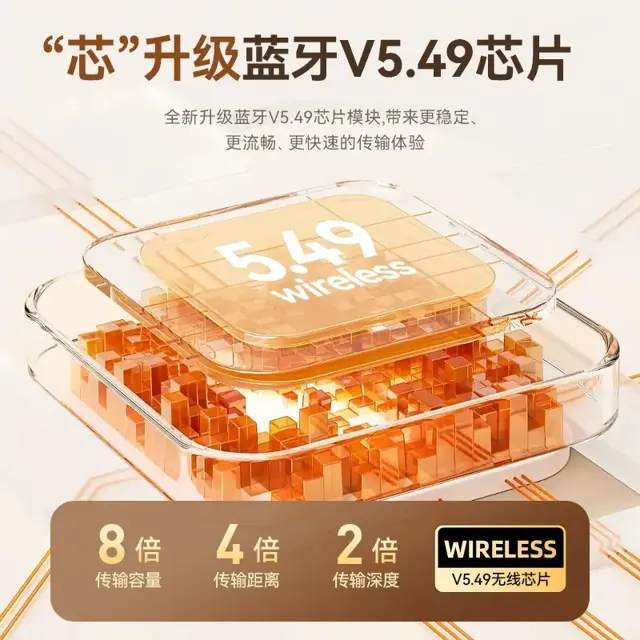 “芯”升级蓝牙V5.49芯片
全新升级蓝牙V5.49芯片模块,带来更稳定、
更流畅、更快速的传输体验
5.49
wireless
8倍
传输容量
4倍
传输距离
2倍
传输深度
WIRELESS
V5.49无线芯片